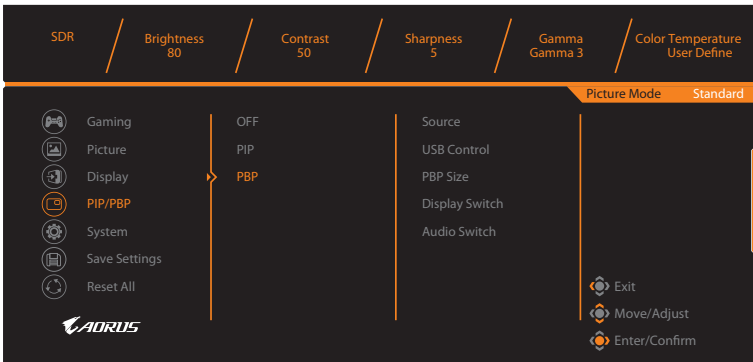 SDR
Brightness
80
Contrast
50
Sharpness
5
Gamma
Gamma 3
Color Temperature
User Define
Picture Mode Standard
Gaming
Picture
Display
PIP/PBP
System
Save Settings
Reset All
OFF
PIP
PBP
Source
USB Control
PBP Size
Display Switch
Audio Switch
Exit
Move/Adjust
Enter/Confirm
AORUS